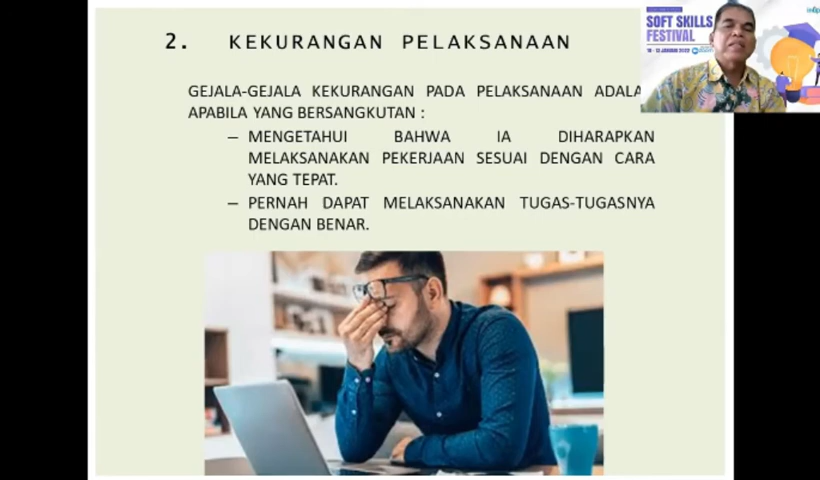 2. KEKURANGAN PELAKSANAAN
GEJALA-GEJALA KEKURANGAN PADA PELAKSANAAN ADALA
APABILA YANG BERSANGKUTAN :
– MENGETAHUI BAHWA IA DIHARAPKAN
MELAKSANAKAN PEKERJAAN SESUAI DENGAN CARA
YANG TEPAT.
– PERNAH DAPAT MELAKSANAKAN TUGAS-TUGASNYA
DENGAN BENAR.
SOFT SKILLS
FESTIVAL